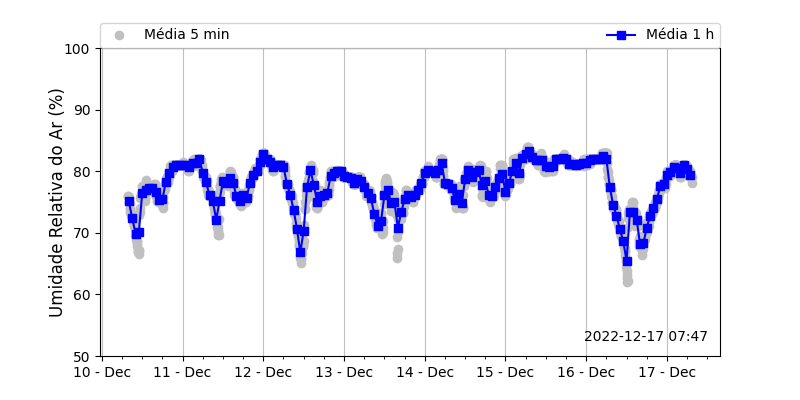 Média 5 min
Média 1 h
Umidade Relativa do Ar (%)
100
90
80
70
60
50
2022-12-17 07:47
10 - Dec
11 - Dec
12 - Dec
13 - Dec
14 - Dec
15 - Dec
16 - Dec
17 - Dec